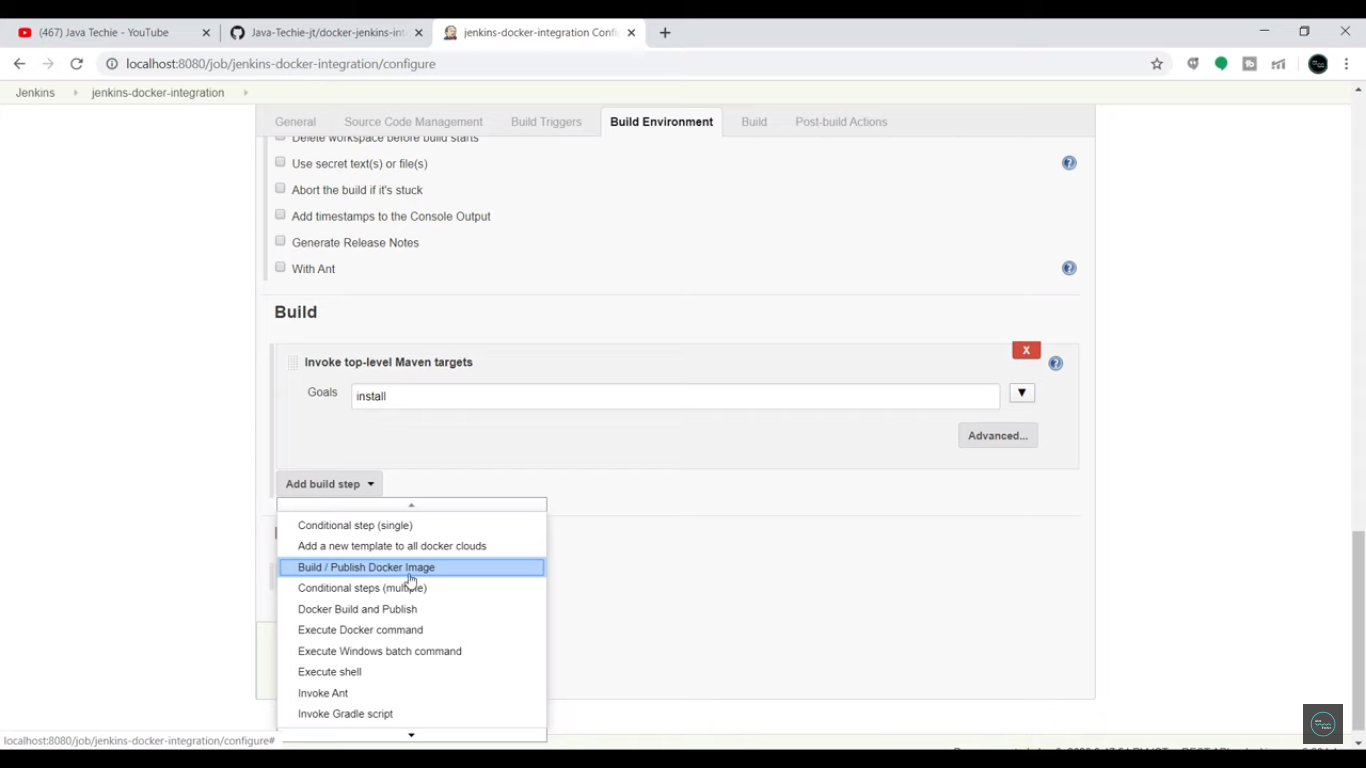 (467) Java Techie - YouTube
Java-Techie-jt/docker-jenkins-int
jenkins-docker-integration Confi
localhost:8080/job/jenkins-docker-integration/configure
Jenkins
jenkins-docker-integration
General
Source Code Management
Build Triggers
Build Environment
Build
Post-build Actions
Delete workspace before build starts
Use secret text(s) or file(s)
Abort the build if it's stuck
Add timestamps to the Console Output
Generate Release Notes
With Ant
Build
Invoke top-level Maven targets
X
Goals
install
Advanced...
Add build step
Conditional step (single)
Add a new template to all docker clouds
Build / Publish Docker Image
Conditional steps (multiple)
Docker Build and Publish
Execute Docker command
Execute Windows batch command
Execute shell
Invoke Ant
Invoke Gradle script
localhost:8080/job/jenkins-docker-integration/configure#